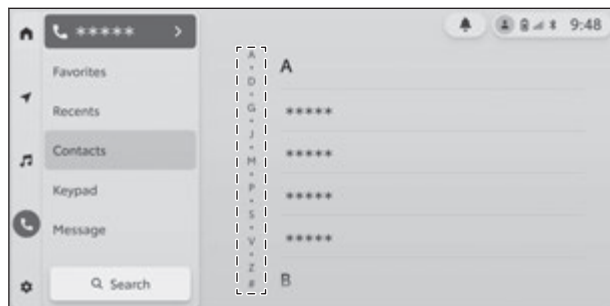 *****
9:48
Favorites
Recents
Contacts
Keypad
Message
Search
A
D
G
J
M
P
S
V
Z
#
A
*****
*****
*****
*****
B